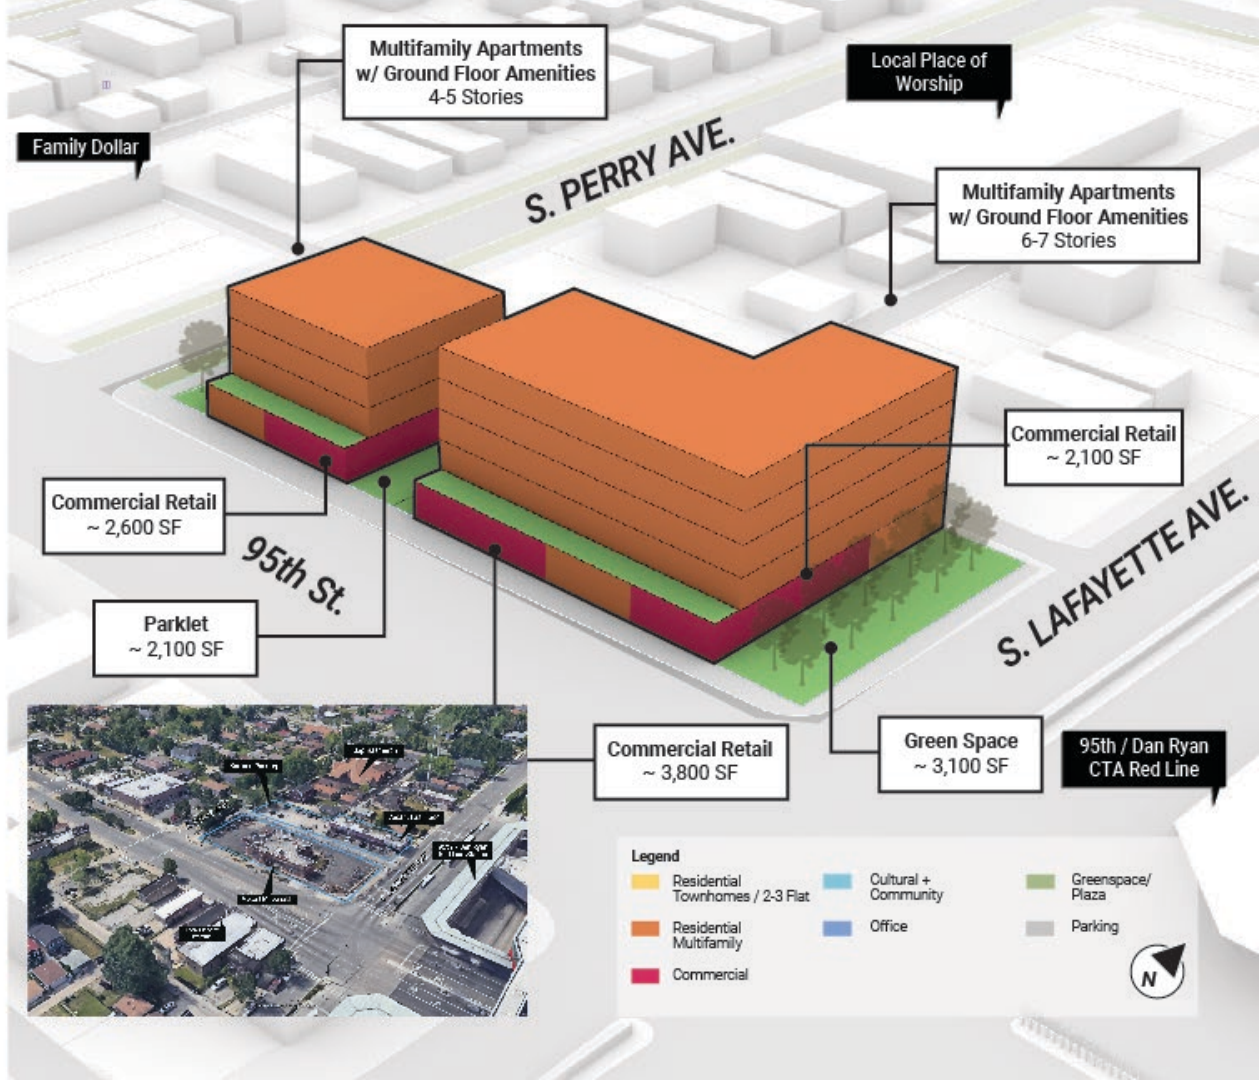 Multifamily Apartments
w/ Ground Floor Amenities
4-5 Stories
Local Place of
Worship
Family Dollar
S. PERRY AVE.
Multifamily Apartments
w/ Ground Floor Amenities
6-7 Stories
Commercial Retail
~ 2,100 SF
Commercial Retail
~ 2,600 SF
95th St.
S. LAFAYETTE AVE.
Parklet
~ 2,100 SF
Commercial Retail
~ 3,800 SF
Green Space
~ 3,100 SF
95th / Dan Ryan
CTA Red Line
Legend
Residential
Townhomes / 2-3 Flat
Cultural +
Community
Greenspace/
Plaza
Residential
Multifamily
Office
Parking
Commercial
N